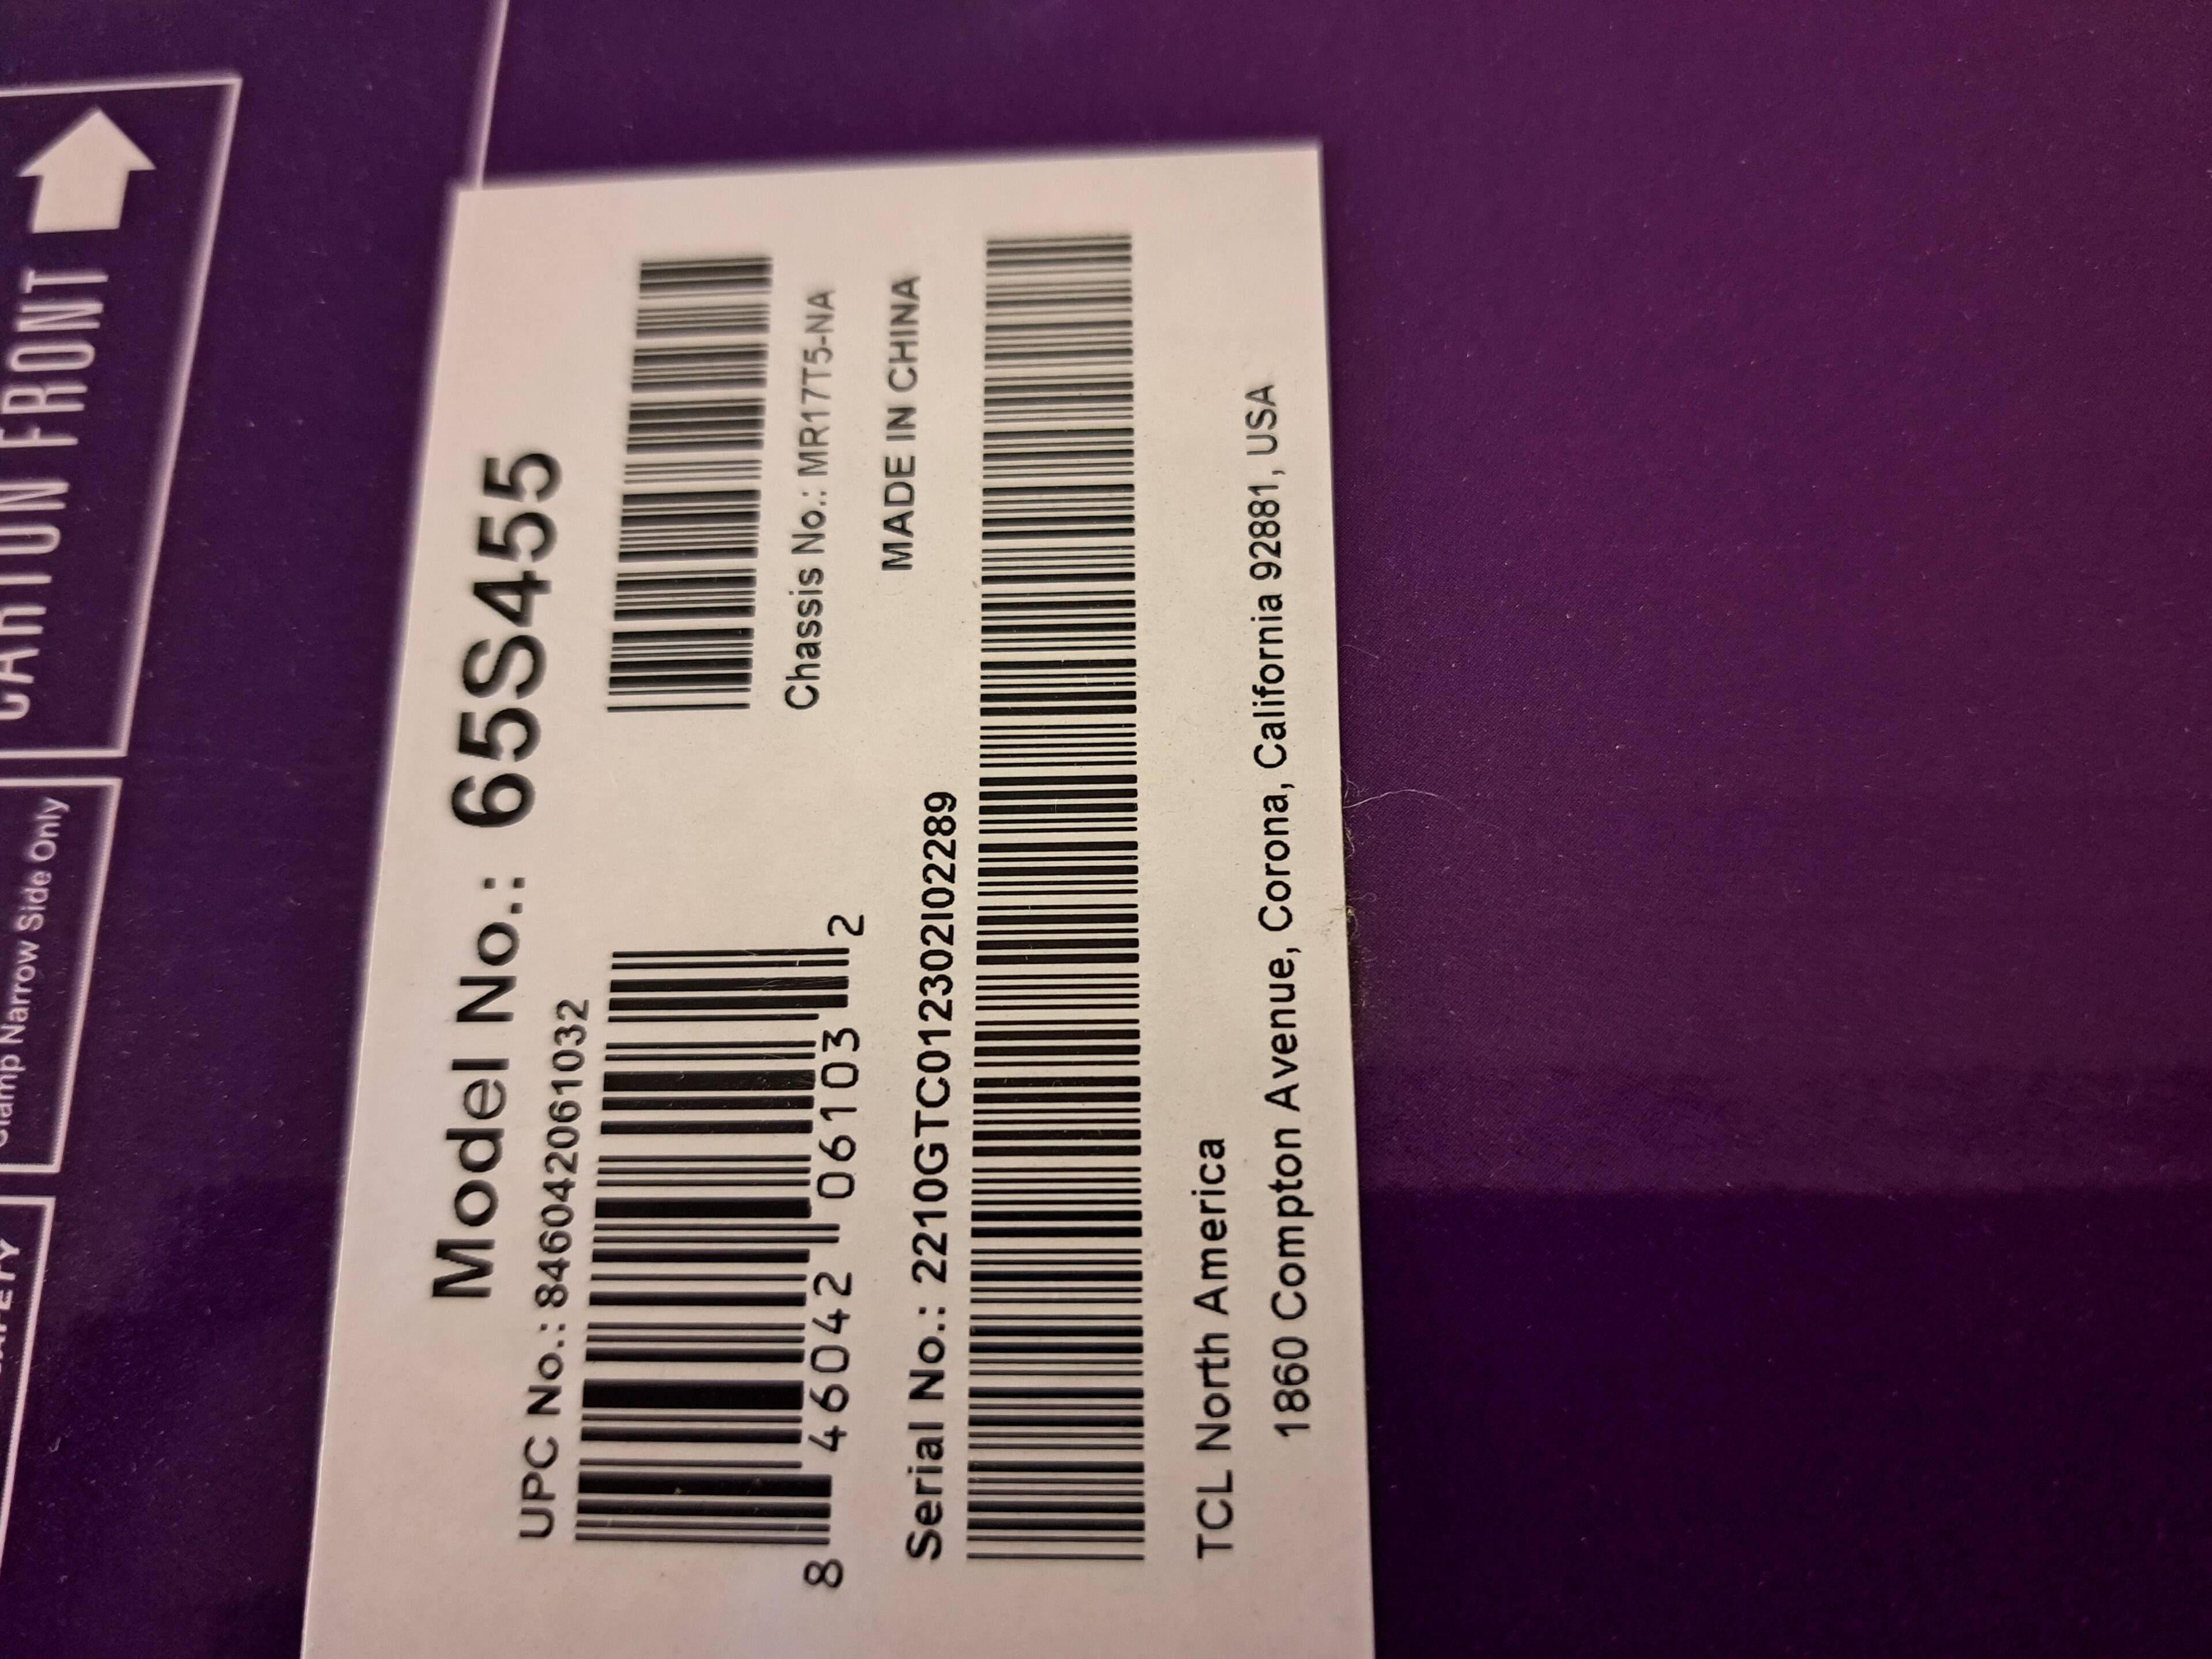 CARTON FRONT
Clamp Narrow Side Only
SAFETY
Model No.: 65S455
UPC No.: 846042061032
8 46042 06103 2
Chassis No.: MR17T5-NA
MADE IN CHINA
Serial No.: 2210GTC012302I02289
TCL North America
1860 Compton Avenue, Corona, California 92881, USA